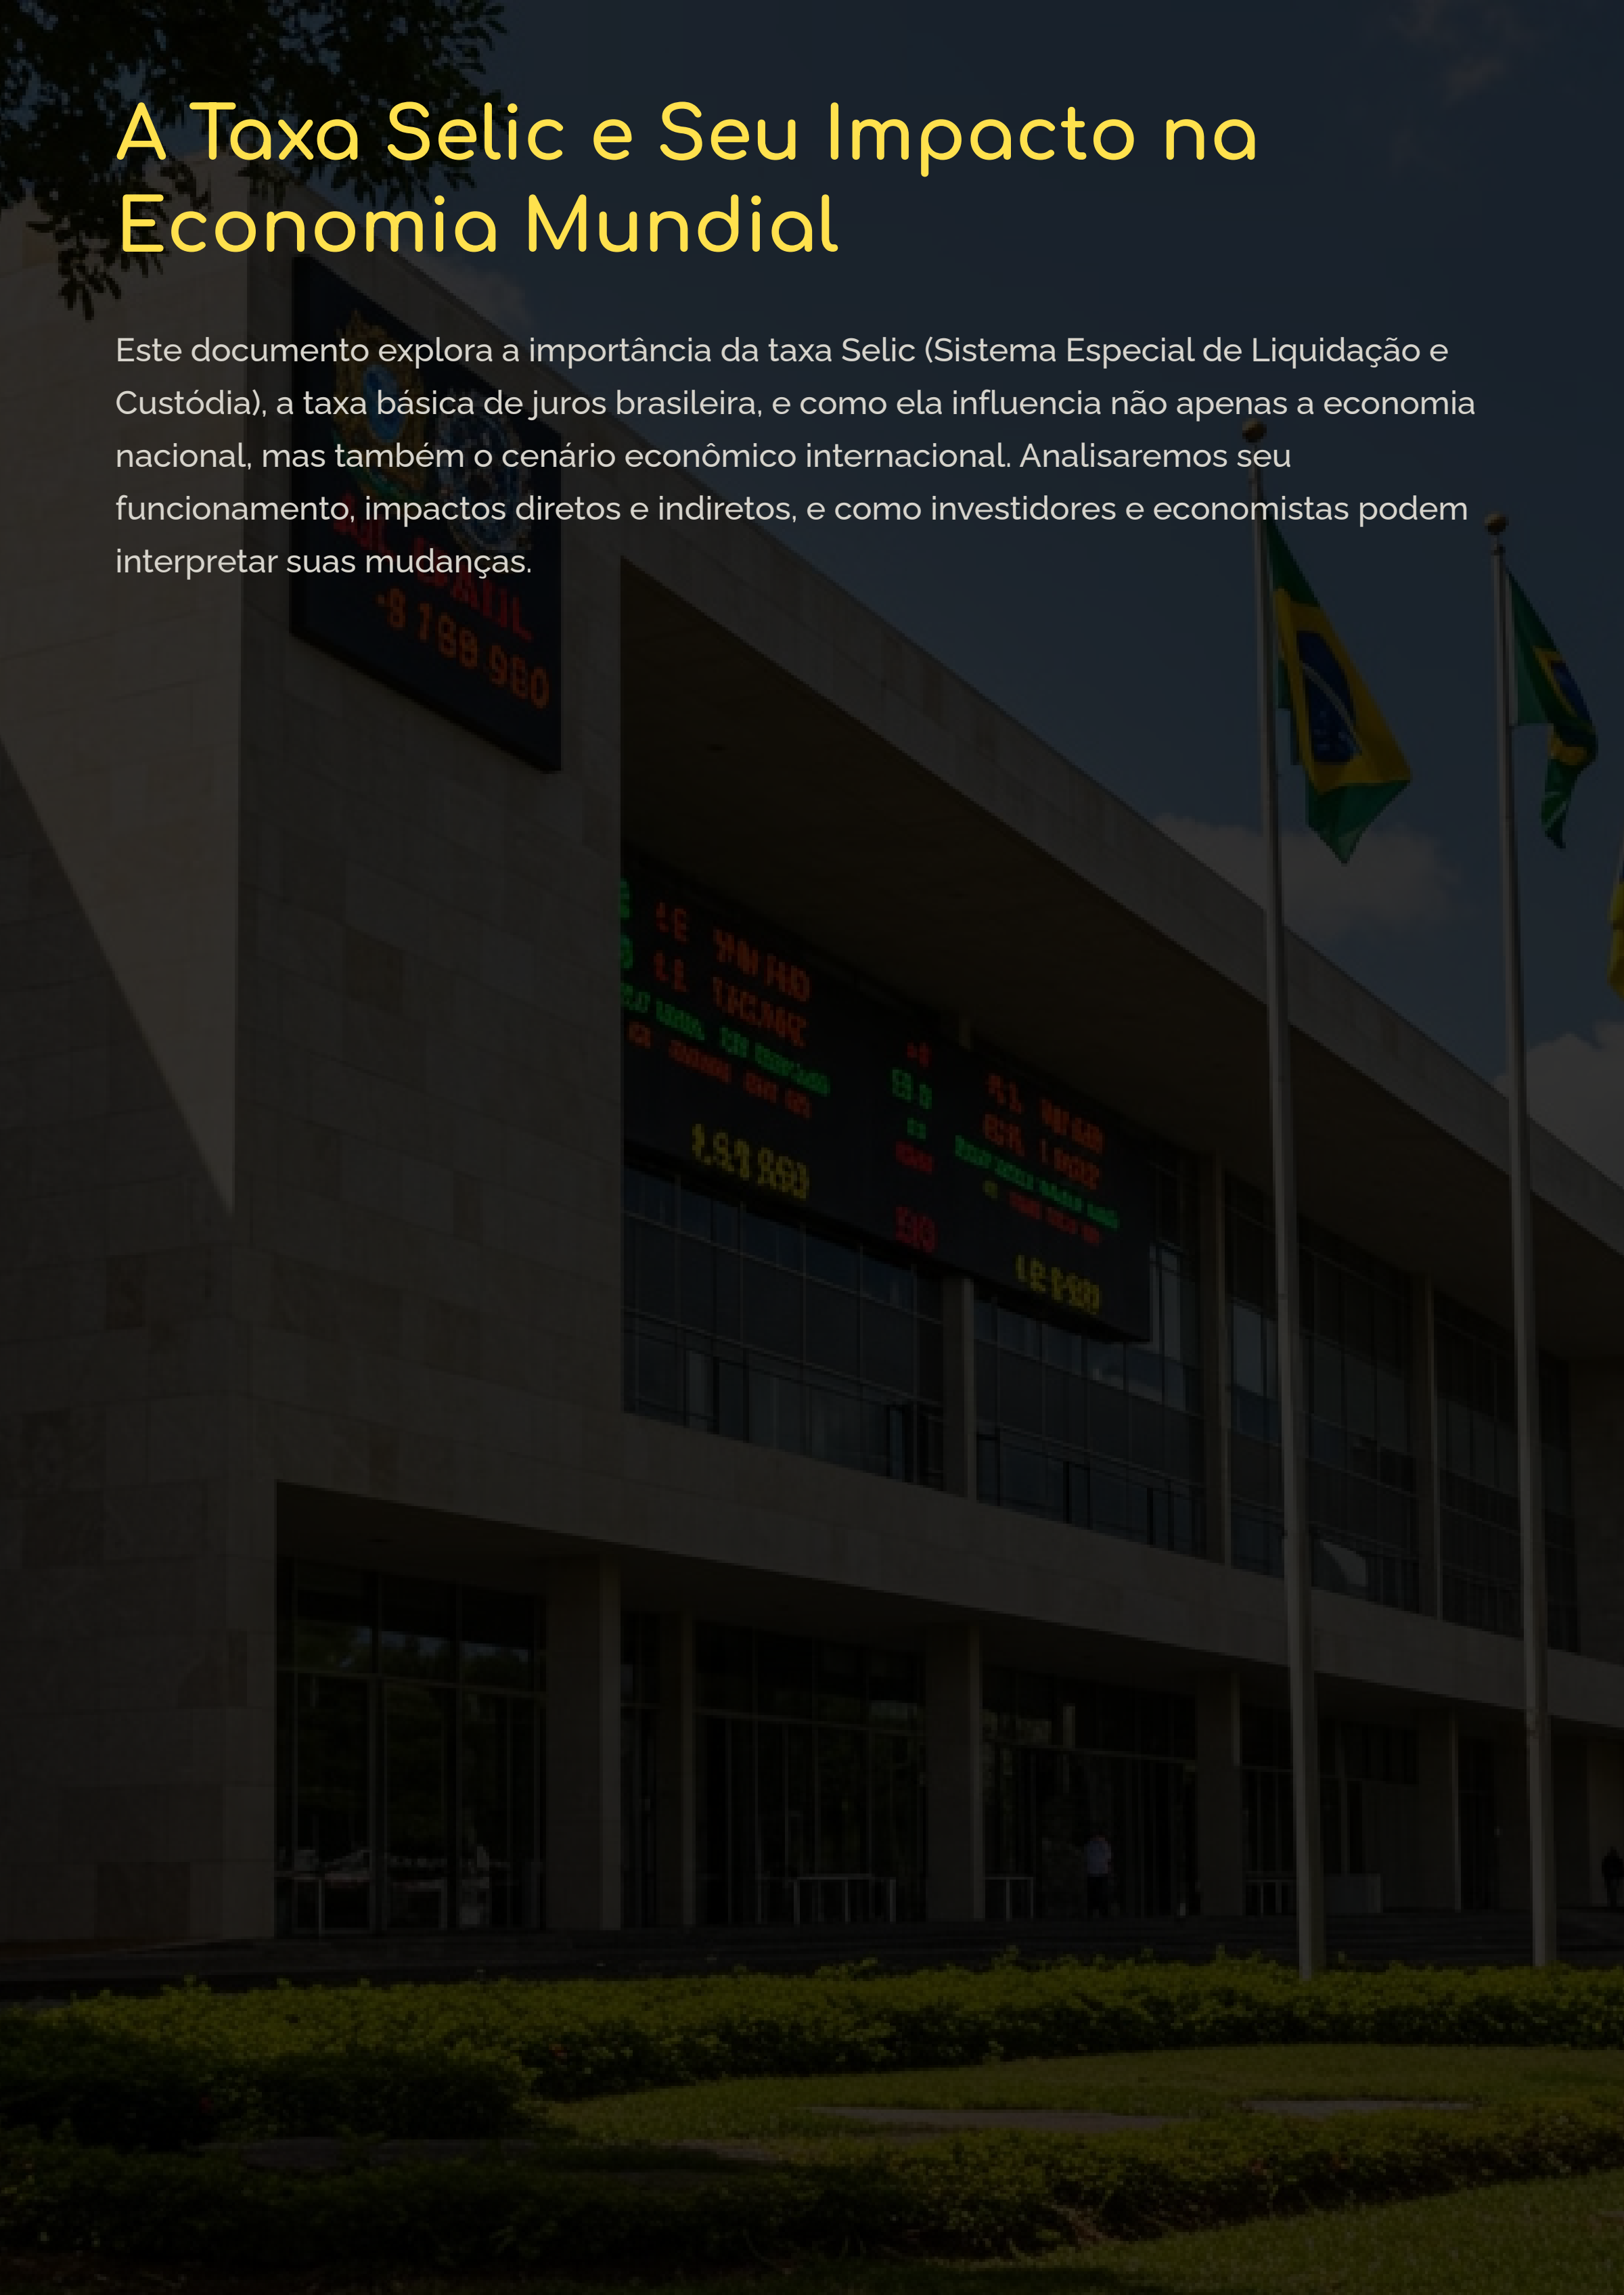 A Taxa Selic e Seu Impacto na
Economia Mundial
Este documento explora a importância da taxa Selic (Sistema Especial de Liquidação e
Custódia), a taxa básica de juros brasileira, e como ela influencia não apenas a economia
nacional, mas também o cenário econômico internacional. Analisaremos seu
funcionamento, impactos diretos e indiretos, e como investidores e economistas podem
interpretar suas mudanças.